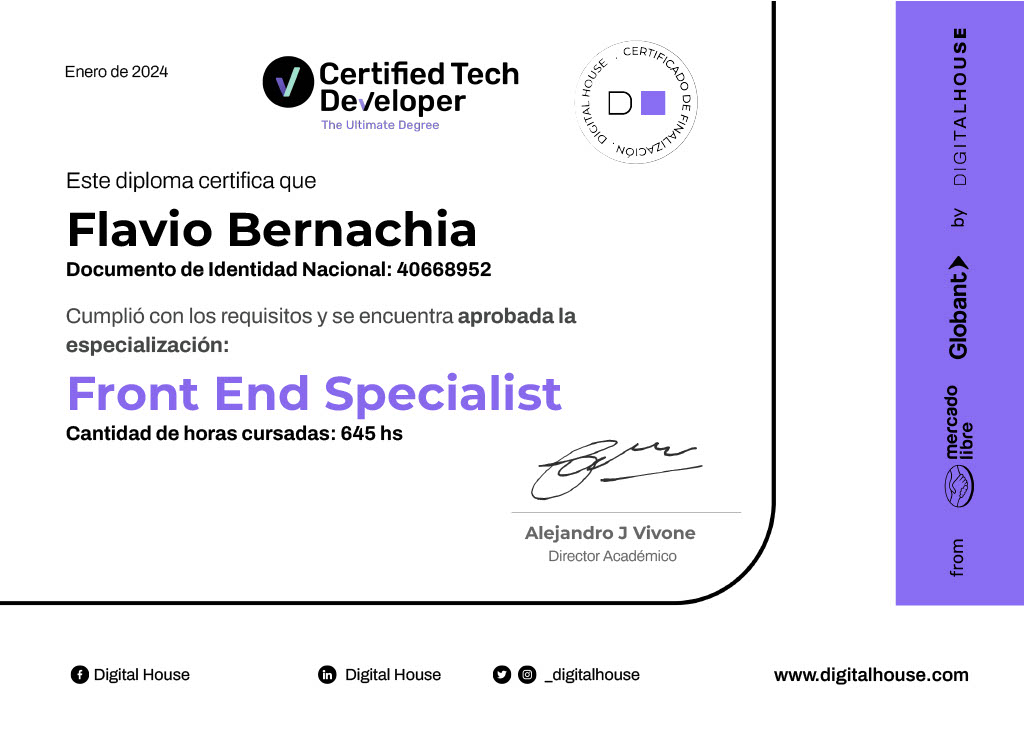 Enero de 2024
Certified Tech
Developer
The Ultimate Degree
DIGITAL HOUSE . CERTIFICADO DE FINALIZACIÓN .
D
Este diploma certifica que
Flavio Bernachia
Documento de Identidad Nacional: 40668952
Cumplió con los requisitos y se encuentra aprobada la
especialización:
Front End Specialist
Cantidad de horas cursadas: 645 hs
Alejandro J Vivone
Director Académico
from
mercado
libre
Globant
by
DIGITALHOUSE
Digital House
Digital House
_digitalhouse
www.digitalhouse.com